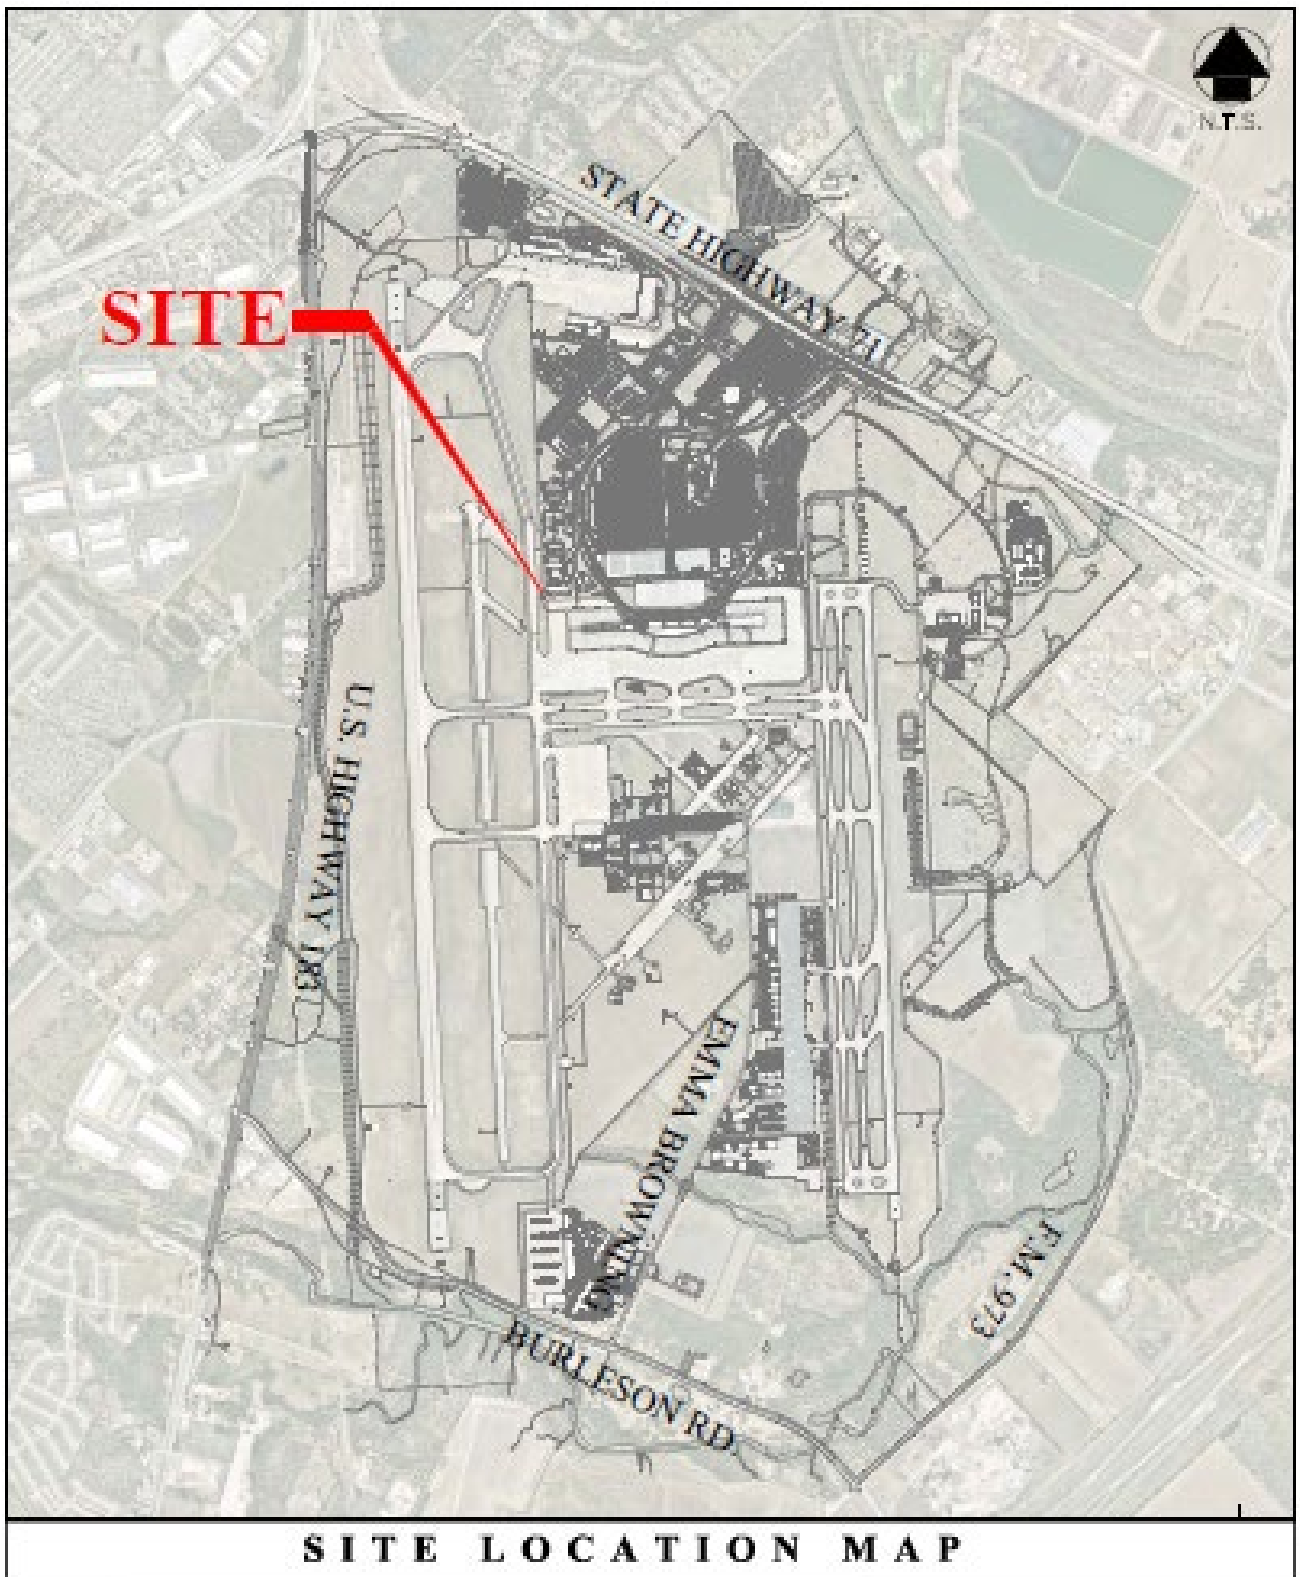 N.T.S.
STATE HIGHWAY 71
SITE
U.S. HIGHWAY 183
EMMA BROWNING
F.M. 973
BURLESON RD.
SITE LOCATION MAP